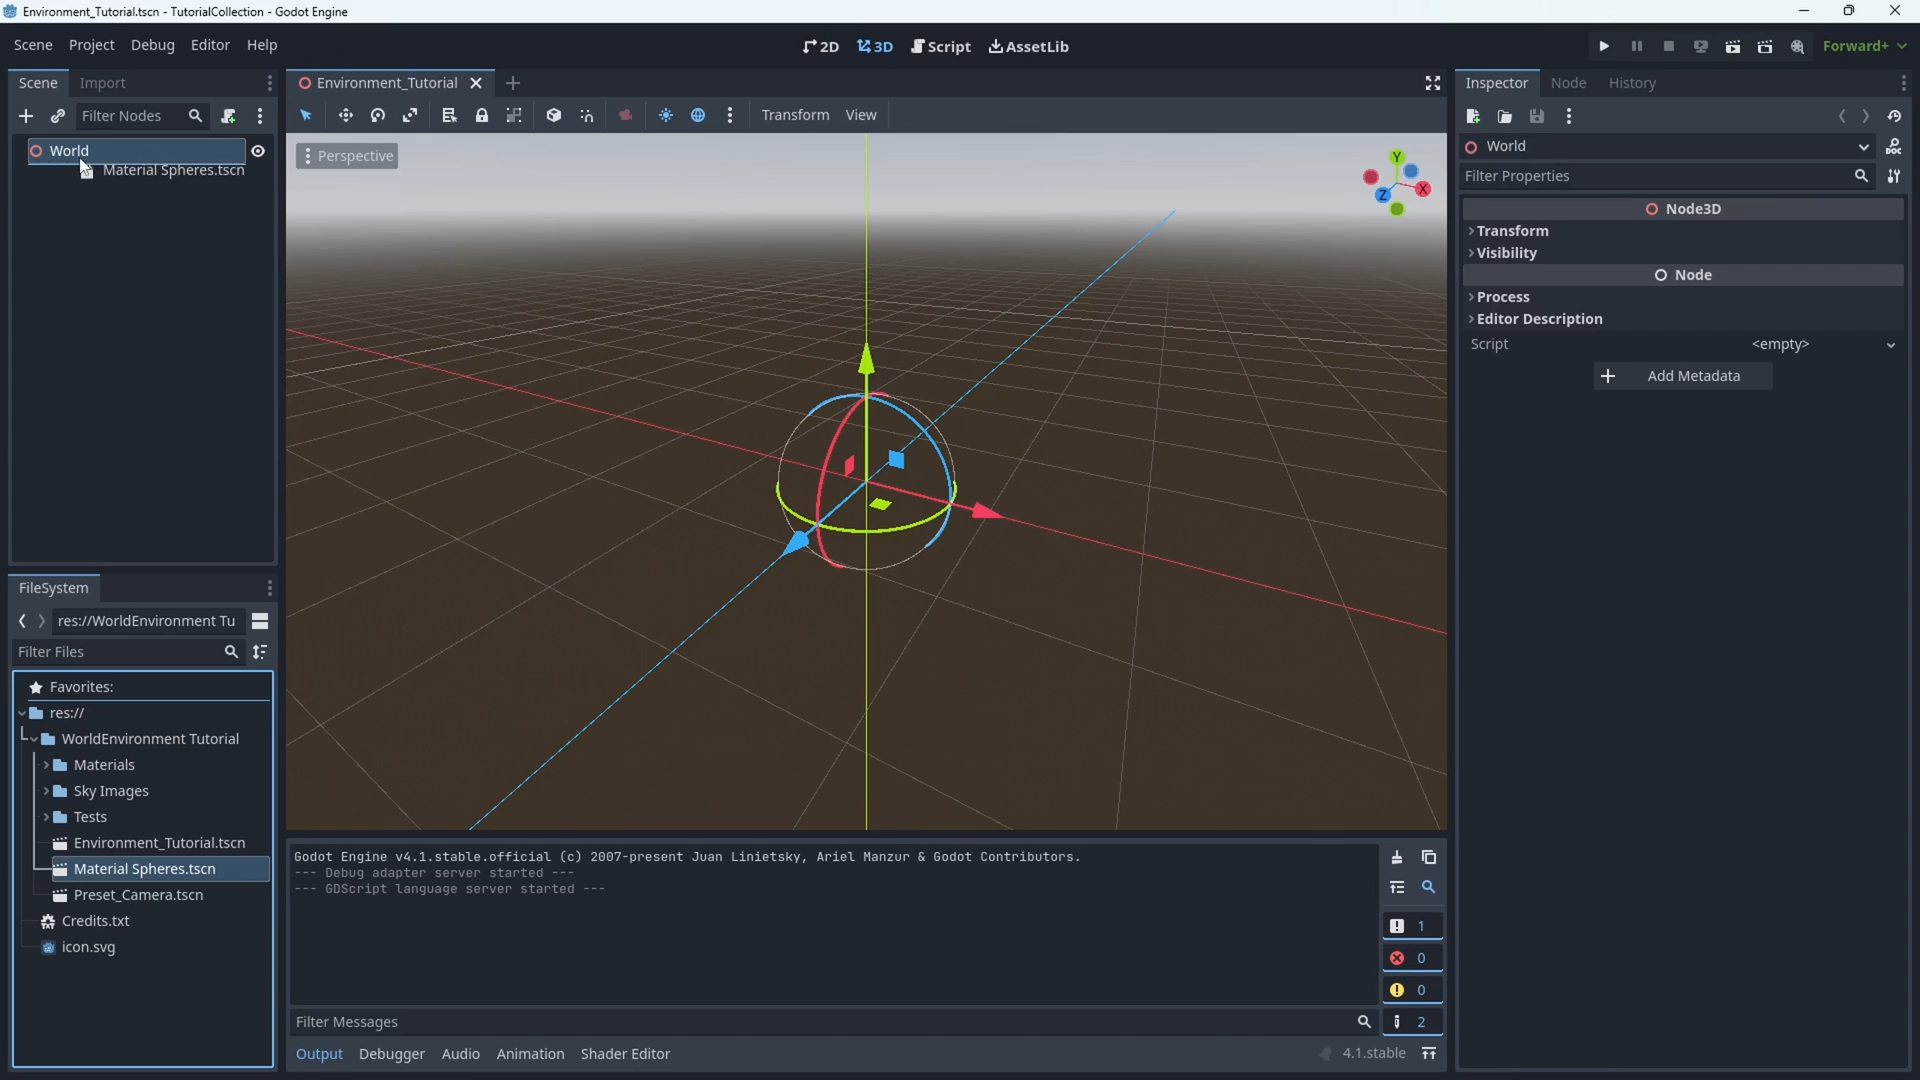 Environment_Tutorial.tscn - TutorialCollection - Godot Engine
Scene Project Debug Editor Help
2D 3D Script AssetLib
Forward+
Scene Import
Environment_Tutorial
Inspector Node History
Filter Nodes
Transform View
World
Material Spheres.tscn
Perspective
Y
X
Z
World
DOC
Filter Properties
Node3D
Transform
Visibility
Node
Process
Editor Description
Script <empty>
Add Metadata
FileSystem
res://WorldEnvironment Tu
Filter Files
Favorites:
res://
WorldEnvironment Tutorial
Materials
Sky Images
Tests
Environment_Tutorial.tscn
Material Spheres.tscn
Preset_Camera.tscn
Credits.txt
icon.svg
Godot Engine v4.1.stable.official (c) 2007-present Juan Linietsky, Ariel Manzur & Godot Contributors.
--- Debug adapter server started ---
--- GDScript language server started ---
1
0
0
2
Filter Messages
Output Debugger Audio Animation Shader Editor
4.1.stable